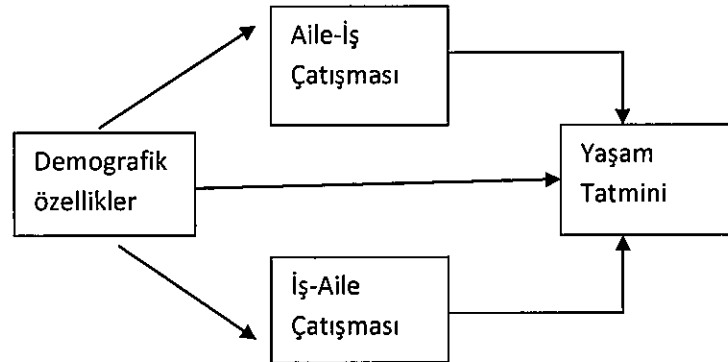 Aile-İş
Çatışması
Demografik
özellikler
Yaşam
Tatmini
İş-Aile
Çatışması